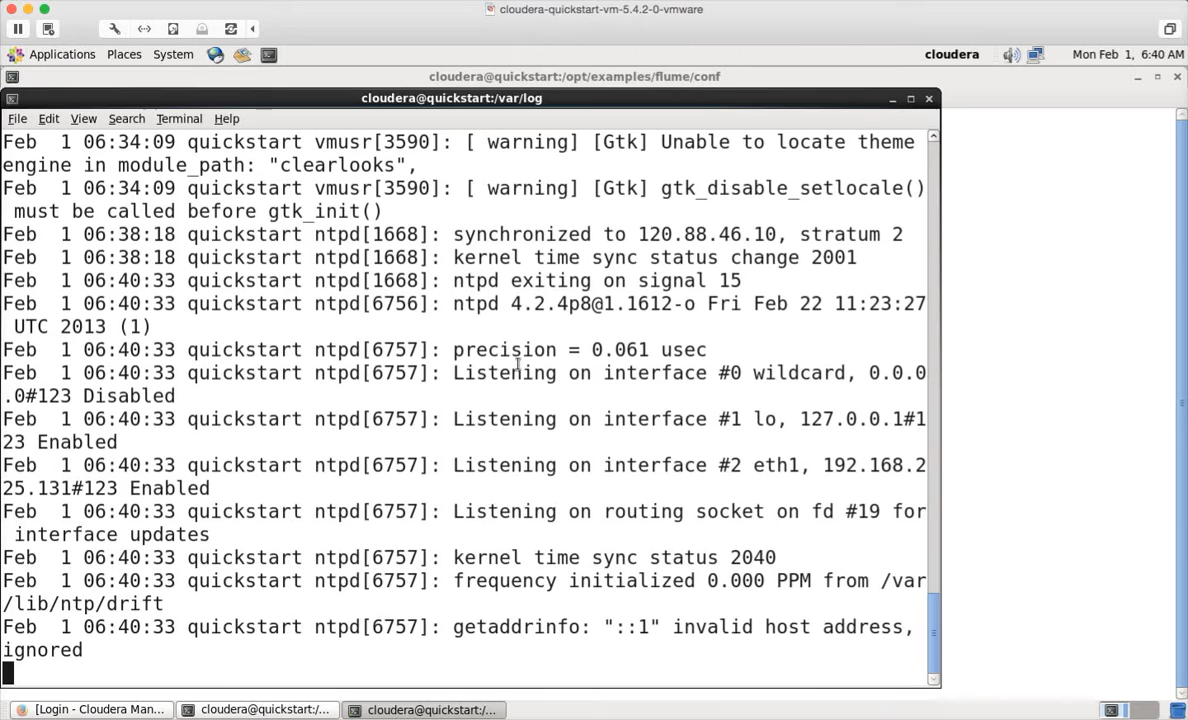 cloudera-quickstart-vm-5.4.2-0-vmware
Applications Places System cloudera Mon Feb 1, 6:40 AM
cloudera@quickstart:/opt/examples/flume/conf
cloudera@quickstart:/var/log
File Edit View Search Terminal Help
Feb  1 06:34:09 quickstart vmusr[3590]: [ warning] [Gtk] Unable to locate theme
engine in module_path: "clearlooks",
Feb  1 06:34:09 quickstart vmusr[3590]: [ warning] [Gtk] gtk_disable_setlocale()
must be called before gtk_init()
Feb  1 06:38:18 quickstart ntpd[1668]: synchronized to 120.88.46.10, stratum 2
Feb  1 06:38:18 quickstart ntpd[1668]: kernel time sync status change 2001
Feb  1 06:40:33 quickstart ntpd[1668]: ntpd exiting on signal 15
Feb  1 06:40:33 quickstart ntpd[6756]: ntpd 4.2.4p8@1.1612-o Fri Feb 22 11:23:27
UTC 2013 (1)
Feb  1 06:40:33 quickstart ntpd[6757]: precision = 0.061 usec
Feb  1 06:40:33 quickstart ntpd[6757]: Listening on interface #0 wildcard, 0.0.0
.0#123 Disabled
Feb  1 06:40:33 quickstart ntpd[6757]: Listening on interface #1 lo, 127.0.0.1#1
23 Enabled
Feb  1 06:40:33 quickstart ntpd[6757]: Listening on interface #2 eth1, 192.168.2
25.131#123 Enabled
Feb  1 06:40:33 quickstart ntpd[6757]: Listening on routing socket on fd #19 for
interface updates
Feb  1 06:40:33 quickstart ntpd[6757]: kernel time sync status 2040
Feb  1 06:40:33 quickstart ntpd[6757]: frequency initialized 0.000 PPM from /var
/lib/ntp/drift
Feb  1 06:40:33 quickstart ntpd[6757]: getaddrinfo: "::1" invalid host address,
ignored
[Login - Cloudera Man... cloudera@quickstart:/... cloudera@quickstart:/...